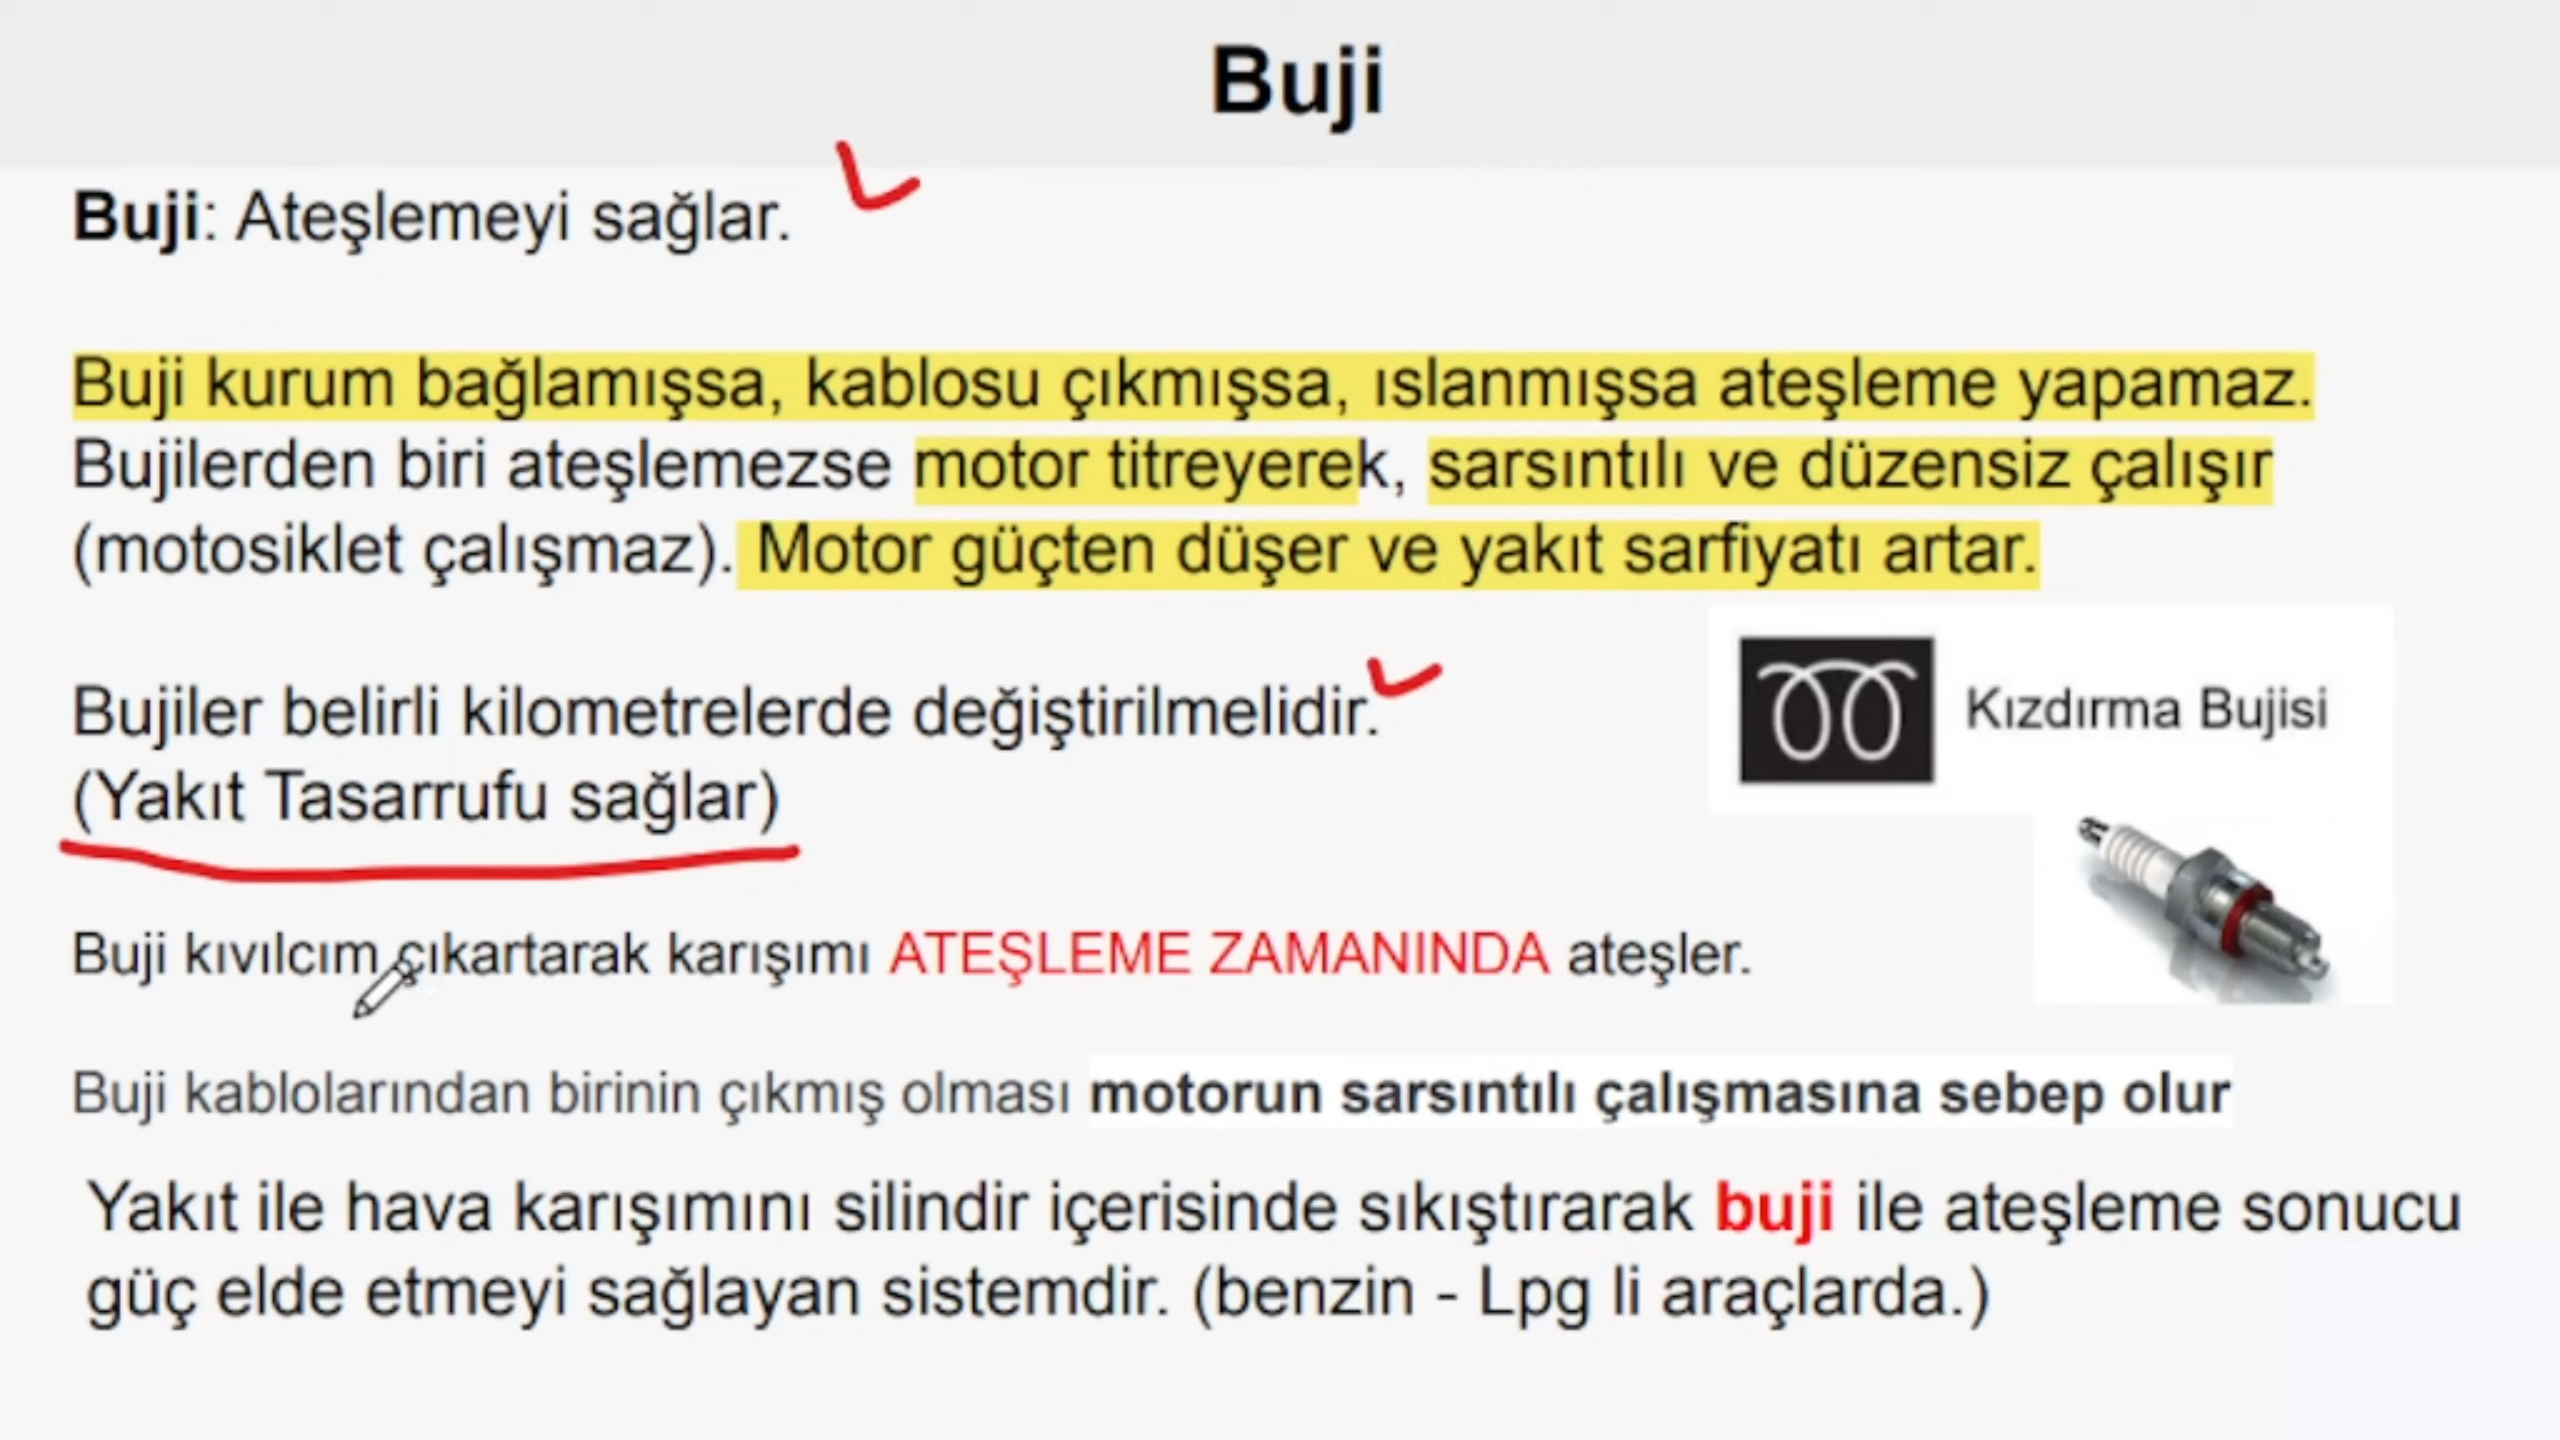 Buji
Buji: Ateşlemeyi sağlar.
Buji kurum bağlamışsa, kablosu çıkmışsa, ıslanmışsa ateşleme yapamaz.
Bujilerden biri ateşlemezse motor titreyerek, sarsıntılı ve düzensiz çalışır
(motosiklet çalışmaz). Motor güçten düşer ve yakıt sarfiyatı artar.
Bujiler belirli kilometrelerde değiştirilmelidir.
(Yakıt Tasarrufu sağlar)
Kızdırma Bujisi
Buji kıvılcım çıkartarak karışımı ATEŞLEME ZAMANINDA ateşler.
Buji kablolarından birinin çıkmış olması motorun sarsıntılı çalışmasına sebep olur
Yakıt ile hava karışımını silindir içerisinde sıkıştırarak buji ile ateşleme sonucu
güç elde etmeyi sağlayan sistemdir. (benzin - Lpg li araçlarda.)